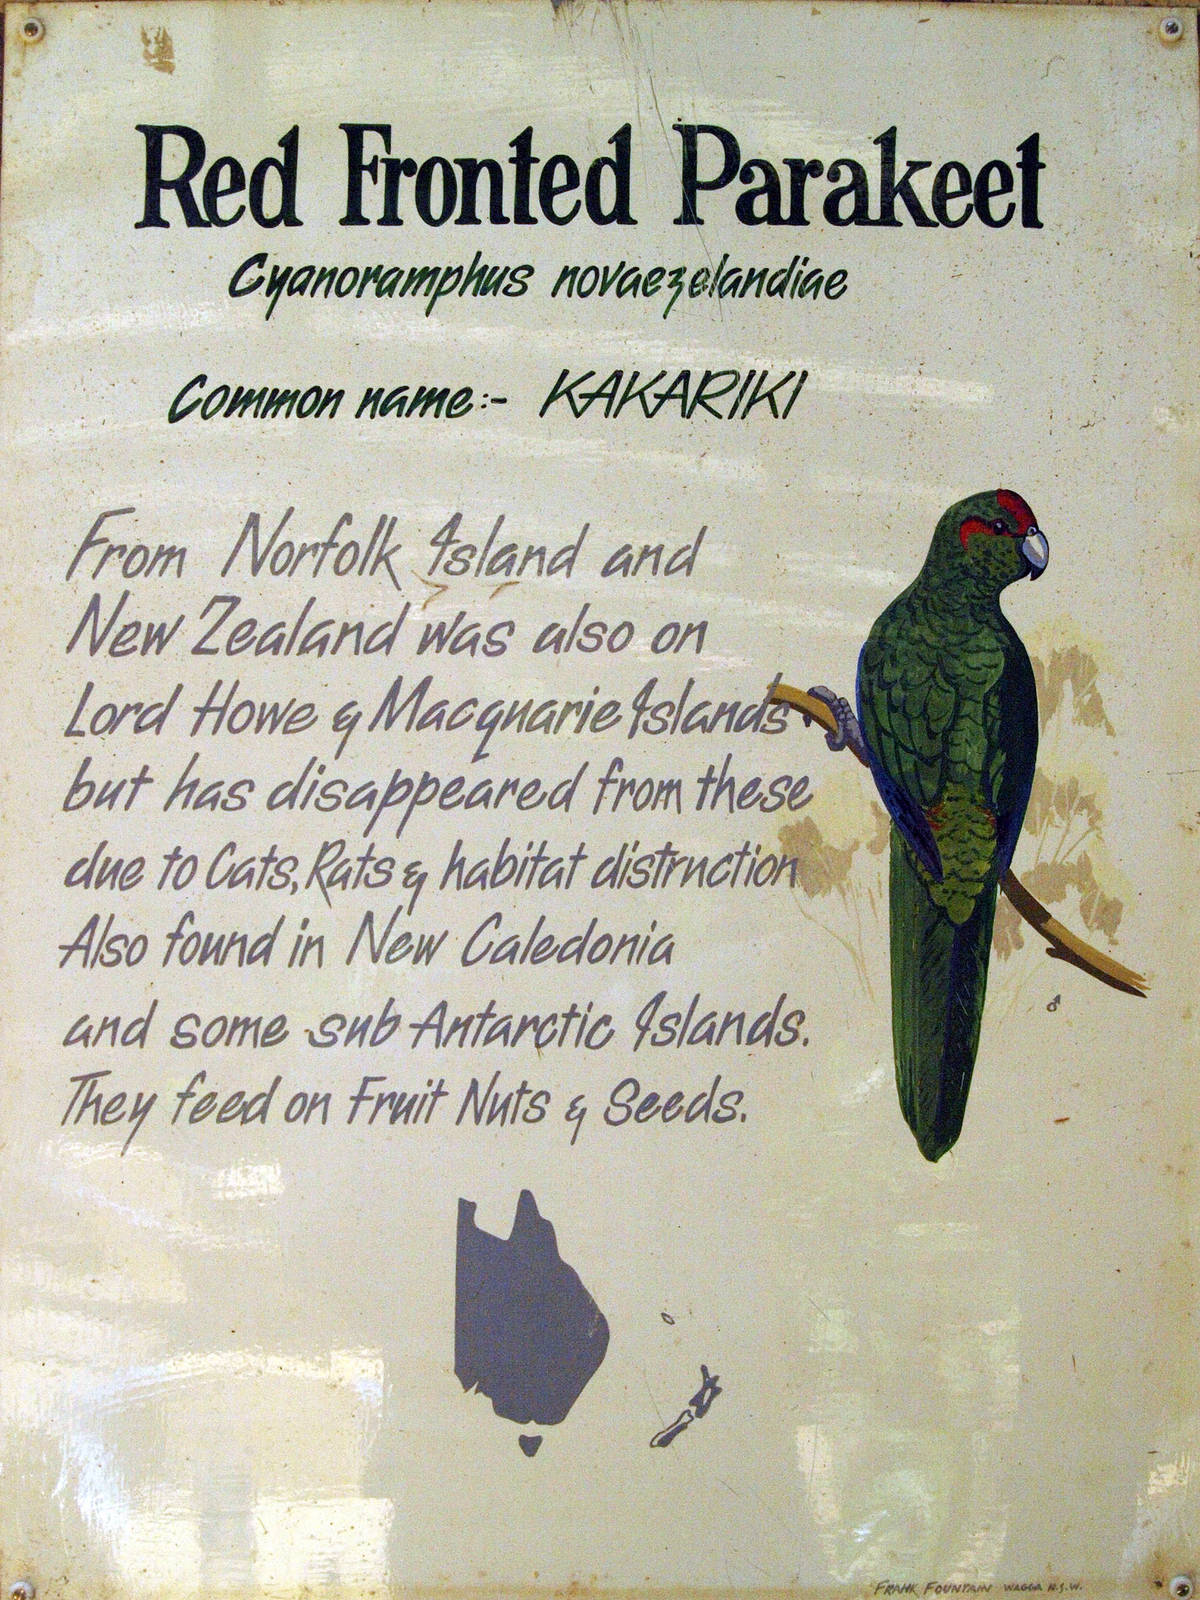 Red Fronted Parakeet
Cyanoramphus novaezelandiae
Common name:- KAKARIKI
From Norfolk Island and
New Zealand was also on
Lord Howe & Macquarie Islands
but has disappeared from these
due to Cats, Rats & habitat distruction
Also found in New Caledonia
and some sub Antarctic Islands.
They feed on Fruit Nuts & Seeds.
♂
FRANK FOUNTAIN WAGGA N.S.W.